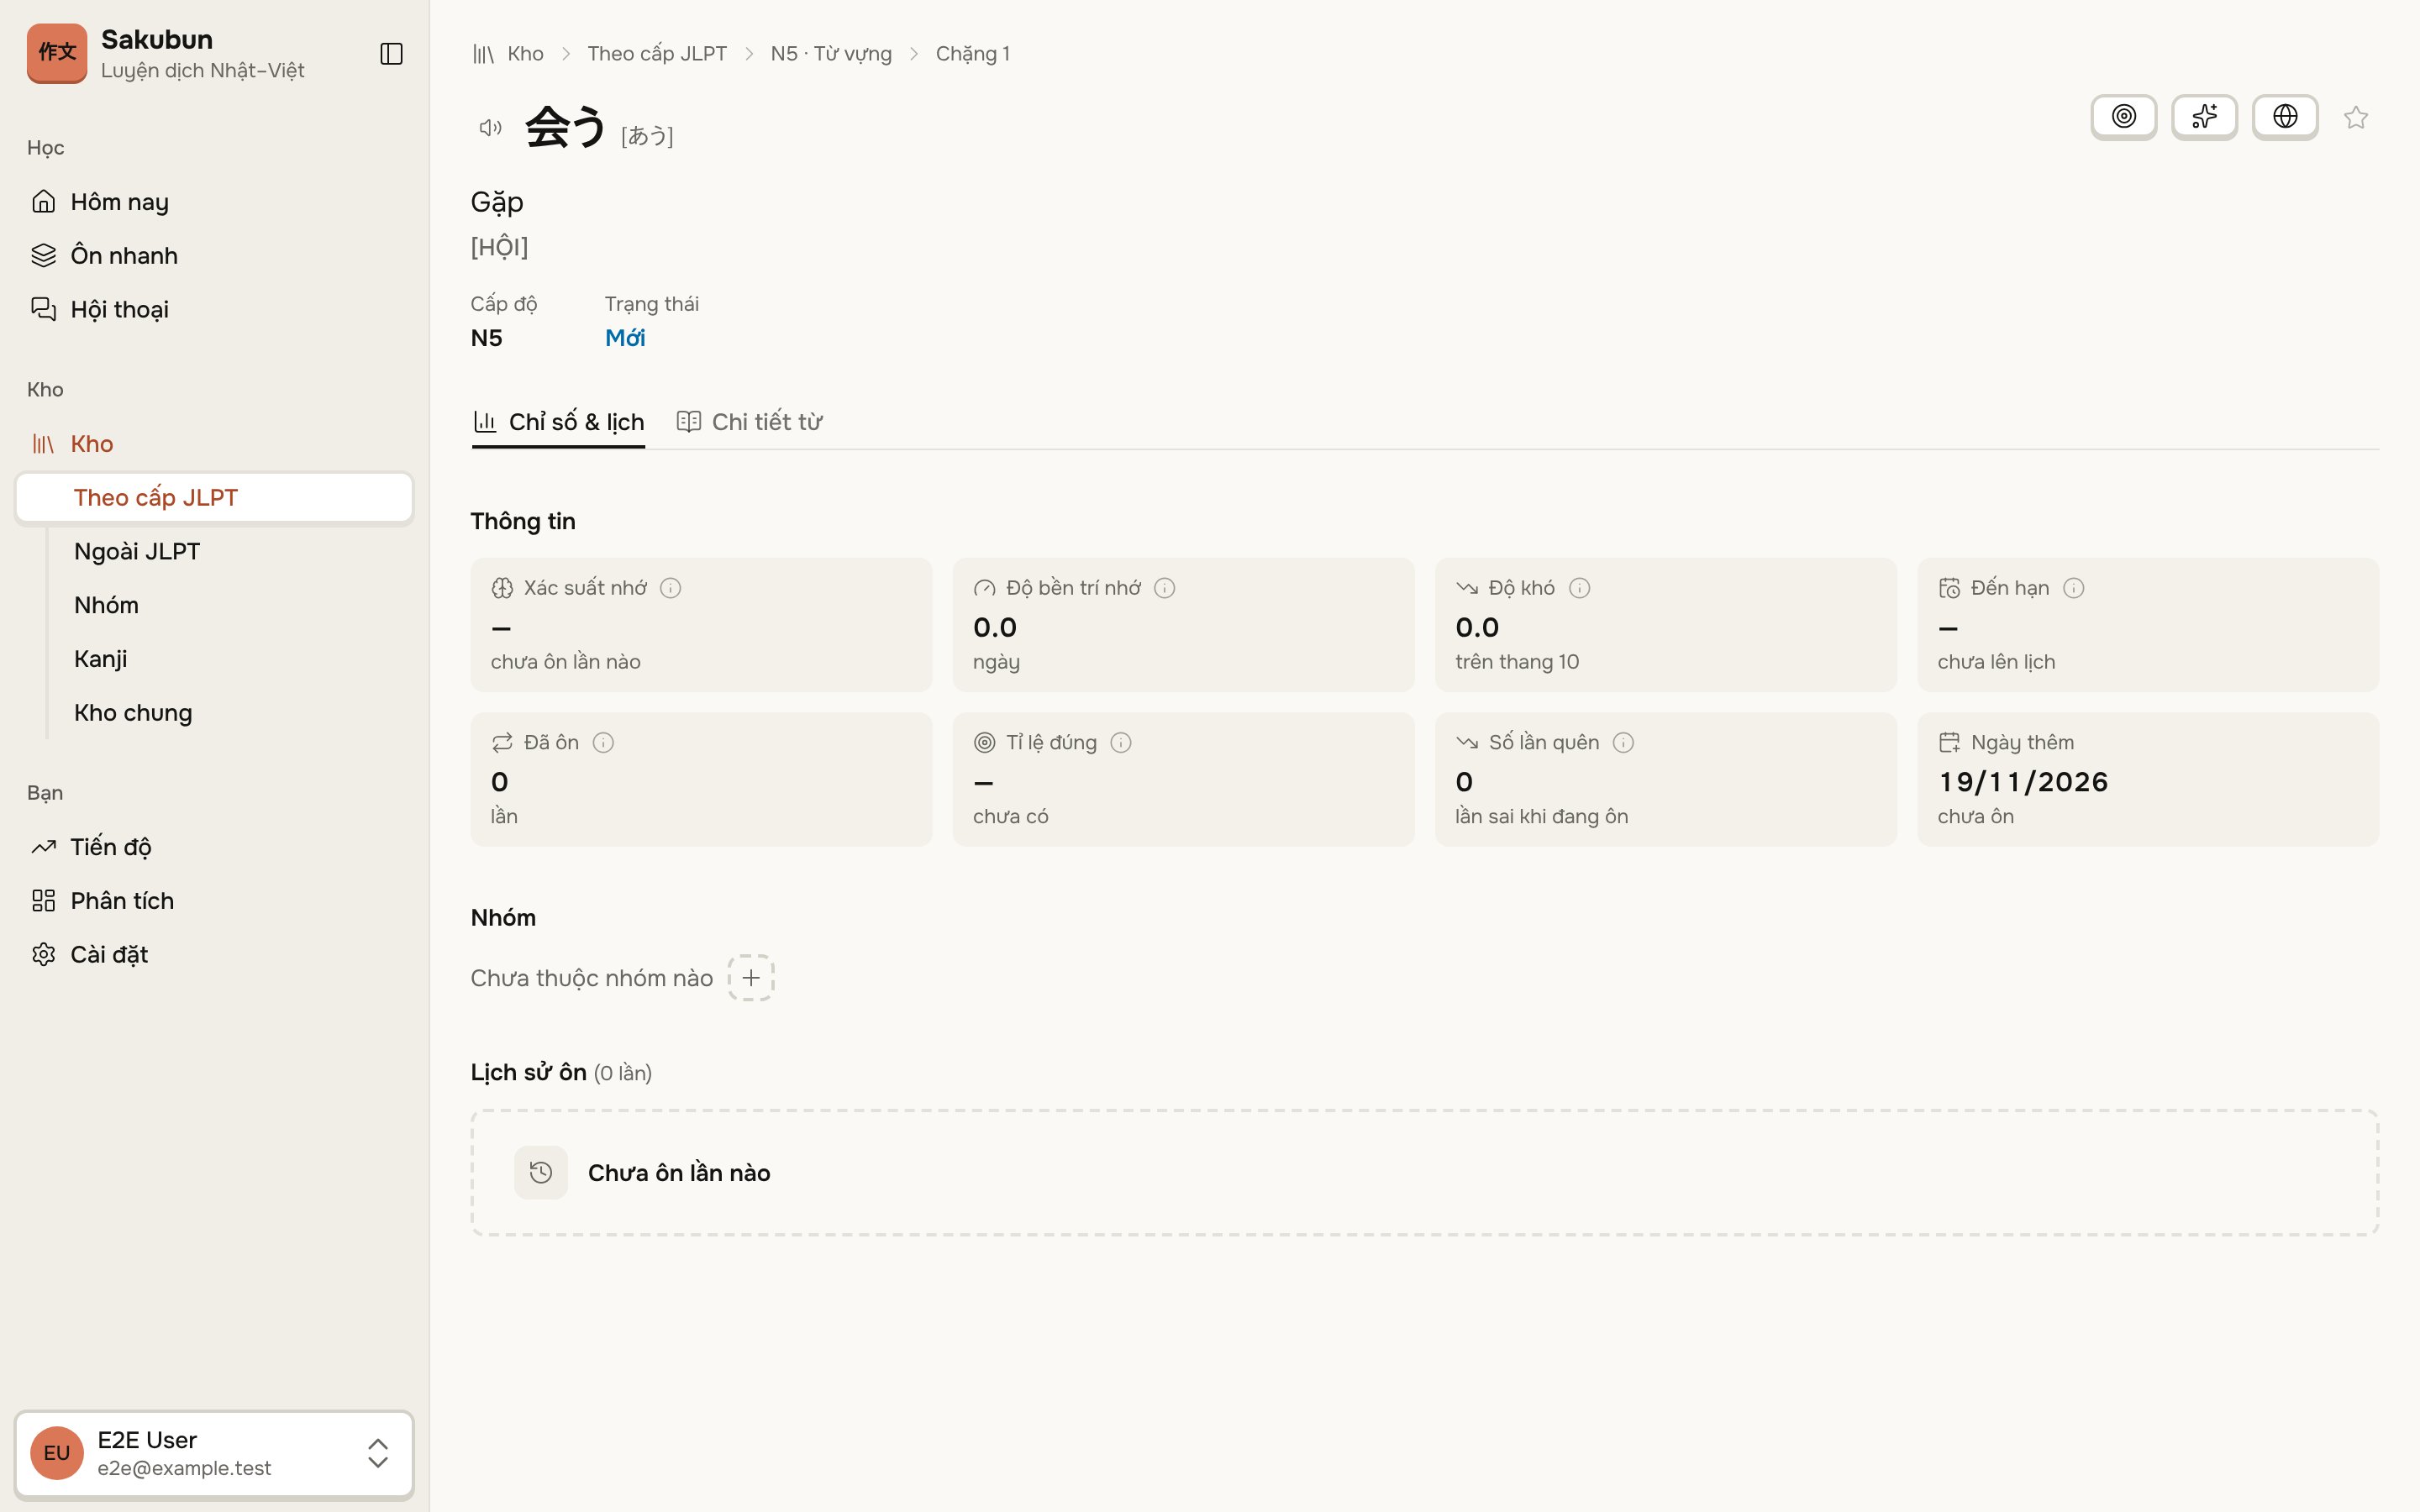 作文
Sakubun
Luyện dịch Nhật–Việt
Học
Hôm nay
Ôn nhanh
Hội thoại
Kho
Kho
Theo cấp JLPT
Ngoài JLPT
Nhóm
Kanji
Kho chung
Bạn
Tiến độ
Phân tích
Cài đặt
EU
E2E User
e2e@example.test
Kho > Theo cấp JLPT > N5 · Từ vựng > Chặng 1
会う [あう]
Gặp
[HỘI]
Cấp độ Trạng thái
N5 Mới
Chỉ số & lịch Chi tiết từ
Thông tin
Xác suất nhớ
–
chưa ôn lần nào
Độ bền trí nhớ
0.0
ngày
Độ khó
0.0
trên thang 10
Đến hạn
–
chưa lên lịch
Đã ôn
0
lần
Tỉ lệ đúng
–
chưa có
Số lần quên
0
lần sai khi đang ôn
Ngày thêm
19/11/2026
chưa ôn
Nhóm
Chưa thuộc nhóm nào
Lịch sử ôn (0 lần)
Chưa ôn lần nào